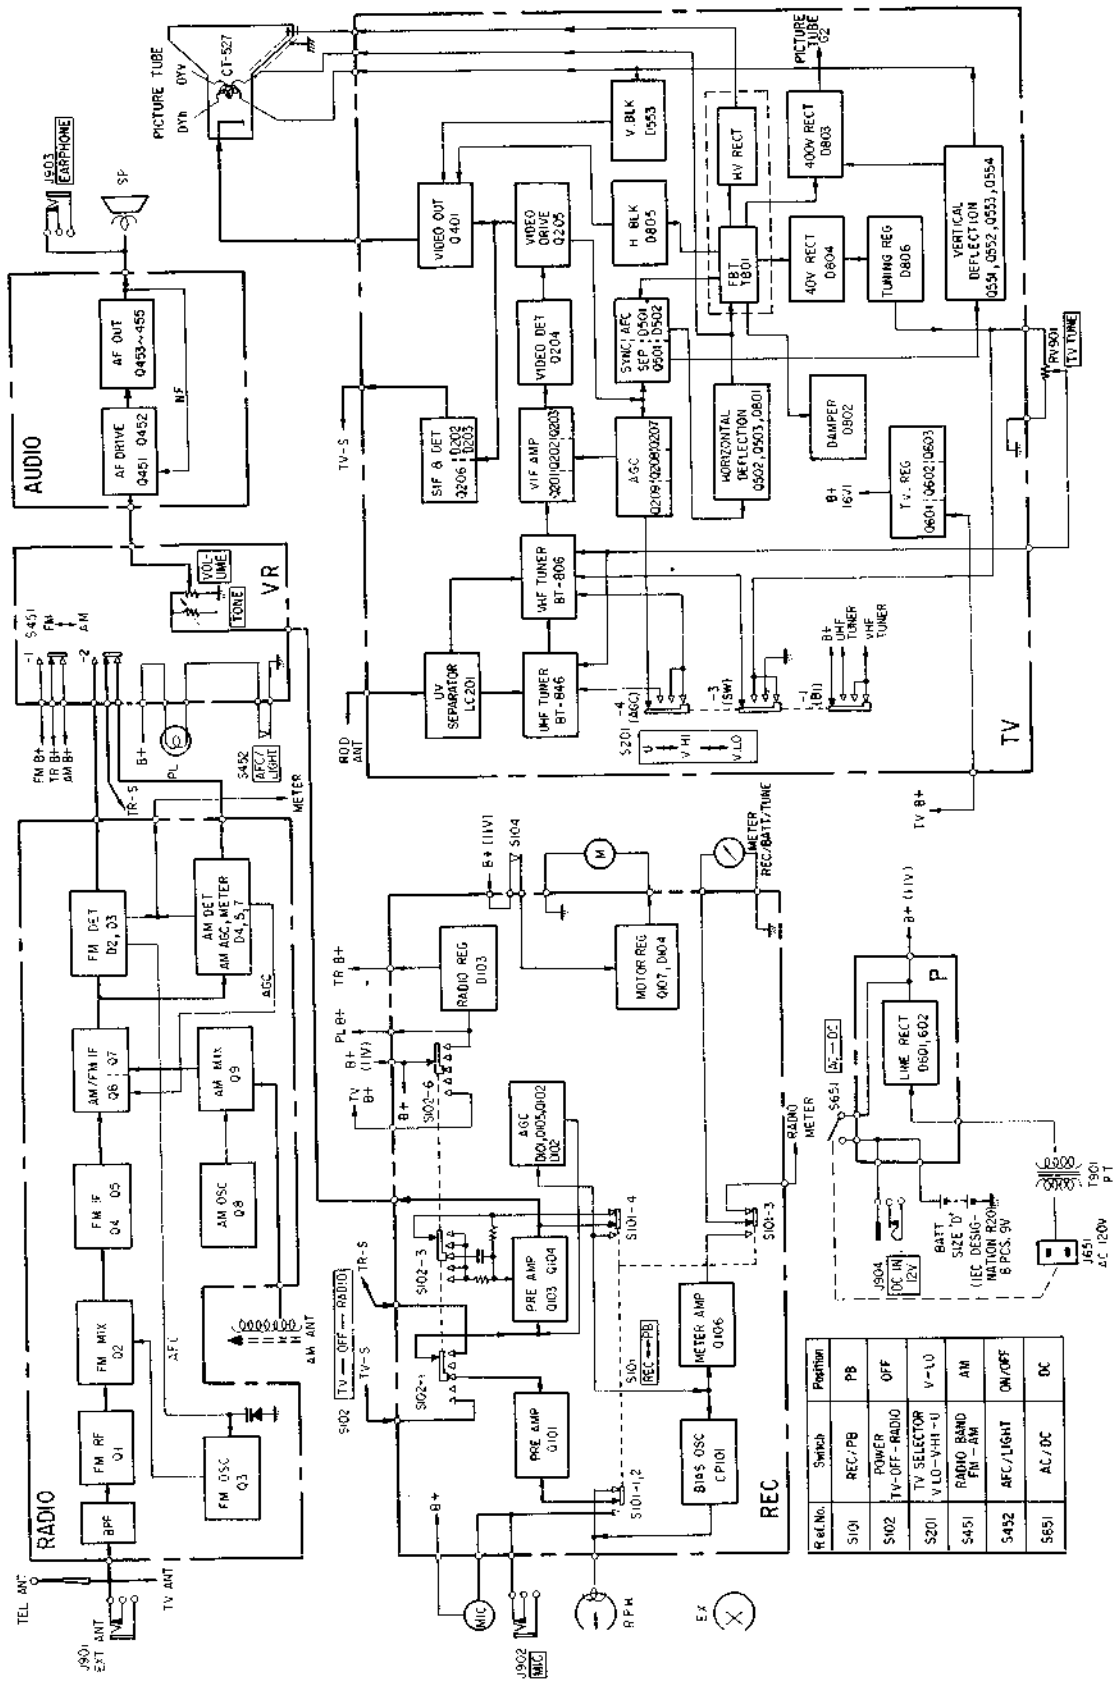 TEL ANT
J901
EXT ANT
TV ANT
RADIO
BPF
FM RF
Q1
FM MIX
Q2
FM IF
Q4 Q5
AM/FM IF
Q6 Q7
FM DET
D2, D3
FM OSC
Q3
AFC
AM ANT
AM OSC
Q8
AM MIX
Q9
AM DET
AM AGC, METER
D4, 5, 7
AGC
METER
TR-S
FM B+
TR B+
AM B+
B+
PL
S452
AFC/
LIGHT
-1
S451
FM
AM
-2
VOL-
UME
TONE
VR
AUDIO
AF DRIVE
Q451 Q452
AF OUT
Q453~455
NF
J903
EARPHONE
SP
PICTURE TUBE
DYh
DYV
CT-527
B+
MIC
J902
MIC
R.P.H.
EX
REC
S102
TV — OFF — RADIO
TV-S
TR-S
S102-1
S102-3
S102-6
TV
B+
B+
(11V)
PL B+
TR B+
B+
PRE AMP
Q101
PRE AMP
Q103 Q104
AGC
D101, Q105, Q102
D102
RADIO REG
D103
B+ (11V)
S104
M
MOTOR REG
Q107, D104
METER
REC/BATT/TUNE
S101-1,2
S101
REC — PB
S101-4
S101-3
BIAS OSC
CP101
METER AMP
Q106
RADIO
METER
ROD
ANT
TV-S
UV
SEPARATOR
LC201
UHF TUNER
BT-846
VHF TUNER
BT-806
SIF & DET
Q206 D202
D203
VIF AMP
Q201 Q202 Q203
VIDEO DET
Q204
VIDEO
DRIVE
Q205
VIDEO OUT
Q401
AGC
Q209 Q208 Q207
SYNC AFC
SEP D501
Q501 D502
H BLK
D805
V. BLK
D553
HORIZONTAL
DEFLECTION
Q502, Q503, Q801
FBT
T801
HV RECT
DAMPER
D802
40V RECT
D804
400V RECT
D803
PICTURE
TUBE
G2
TUNING REG
D806
VERTICAL
DEFLECTION
Q551, Q552, Q553, Q554
T.V. REG
Q601 Q602 Q603
RV901
TV TUNE
S201
-4
(AGC)
-3
(SW)
-1
(B+)
U
V.HI
V.LO
B+
UHF
TUNER
VHF
TUNER
TV
TV B+
S651
AC — DC
J904
DC IN
12V
BATT
SIZE "D"
(IEC DESIG-
NATION R20)
6 PCS. 9V
LINE RECT
D601, 602
P
B+ (11V)
T901
P.T
J651
AC 120V
Ref. No. Switch Position
S101 REC/PB PB
S102 POWER
TV-OFF-RADIO OFF
S201 TV SELECTOR
V LO-V-HI-U V-LO
S451 RADIO BAND
FM-AM AM
S452 AFC/LIGHT ON/OFF
S651 AC/DC DC